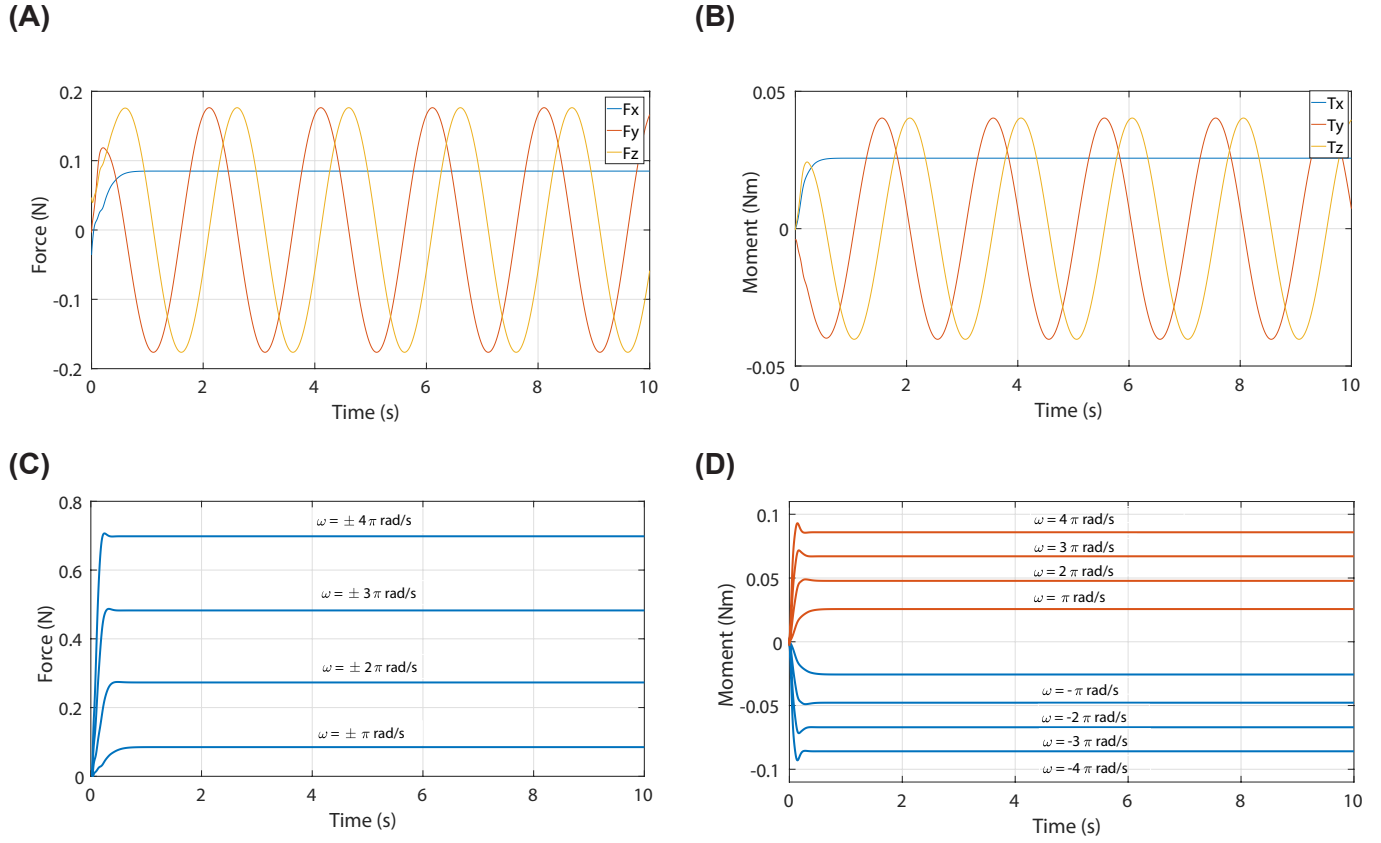 (A)
0.2
0.1
0
-0.1
-0.2
Force (N)
Fx
Fy
Fz
0 2 4 6 8 10
Time (s)
(B)
0.05
0
-0.05
Moment (Nm)
Tx
Ty
Tz
0 2 4 6 8 10
Time (s)
(C)
0.8
0.6
0.4
0.2
0
Force (N)
ω = ± 4 π rad/s
ω = ± 3 π rad/s
ω = ± 2 π rad/s
ω = ± π rad/s
0 2 4 6 8 10
Time (s)
(D)
0.1
0.05
0
-0.05
-0.1
Moment (Nm)
ω = 4 π rad/s
ω = 3 π rad/s
ω = 2 π rad/s
ω = π rad/s
ω = - π rad/s
ω = -2 π rad/s
ω = -3 π rad/s
ω = -4 π rad/s
0 2 4 6 8 10
Time (s)